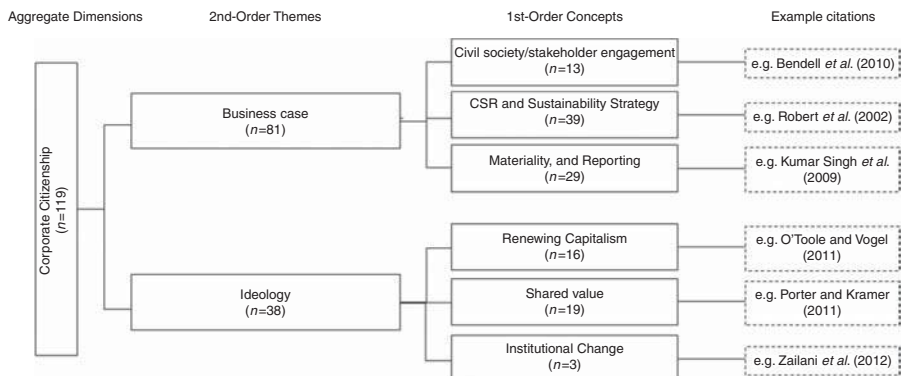 Aggregate Dimensions 2nd-Order Themes 1st-Order Concepts Example citations
Corporate Citizenship
(n=119)
Business case
(n=81)
Civil society/stakeholder engagement
(n=13)
e.g. Bendell et al. (2010)
CSR and Sustainability Strategy
(n=39)
e.g. Robert et al. (2002)
Materiality, and Reporting
(n=29)
e.g. Kumar Singh et al.
(2009)
Ideology
(n=38)
Renewing Capitalism
(n=16)
e.g. O'Toole and Vogel
(2011)
Shared value
(n=19)
e.g. Porter and Kramer
(2011)
Institutional Change
(n=3)
e.g. Zailani et al. (2012)